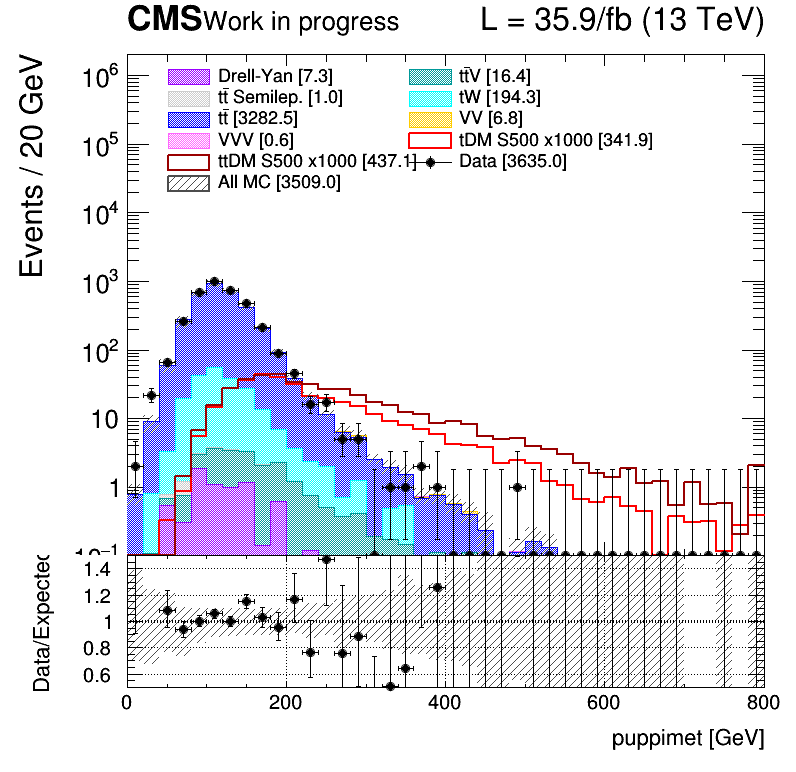 CMS Work in progress L = 35.9/fb (13 TeV)
Events / 20 GeV
10⁶
10⁵
10⁴
10³
10²
10
1
10⁻¹
Drell-Yan [7.3]
tt̄V [16.4]
tt̄ Semilep. [1.0]
tW [194.3]
tt̄ [3282.5]
VV [6.8]
VVV [0.6]
tDM S500 x1000 [341.9]
ttDM S500 x1000 [437.1]
Data [3635.0]
All MC [3509.0]
Data/Expected
1.4
1.2
1
0.8
0.6
0 200 400 600 800
puppimet [GeV]